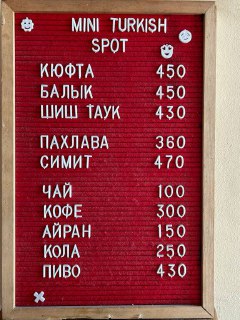 MINI TURKISH
SPOT
КЮФТА 450
БАЛЫК 450
ШИШ ТАУК 430
ПАХЛАВА 360
СИМИТ 470
ЧАЙ 100
КОФЕ 300
АЙРАН 150
КОЛА 250
ПИВО 430